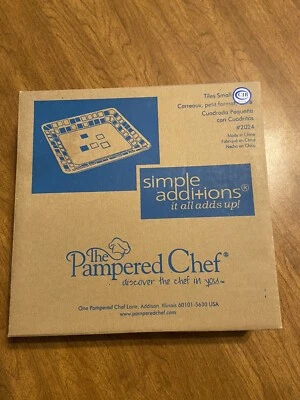 Tiles Small
Carreaux, petit format
Cuadrado Pequeño
con Cuadritos
#2024
Made in China
Fabriqué en Chine
Hecho en China
simple
additions®
it all adds up!
The
Pampered Chef®
discover the chef in you.™
One Pampered Chef Lane, Addison, Illinois 60101-5630 USA
www.pamperedchef.com